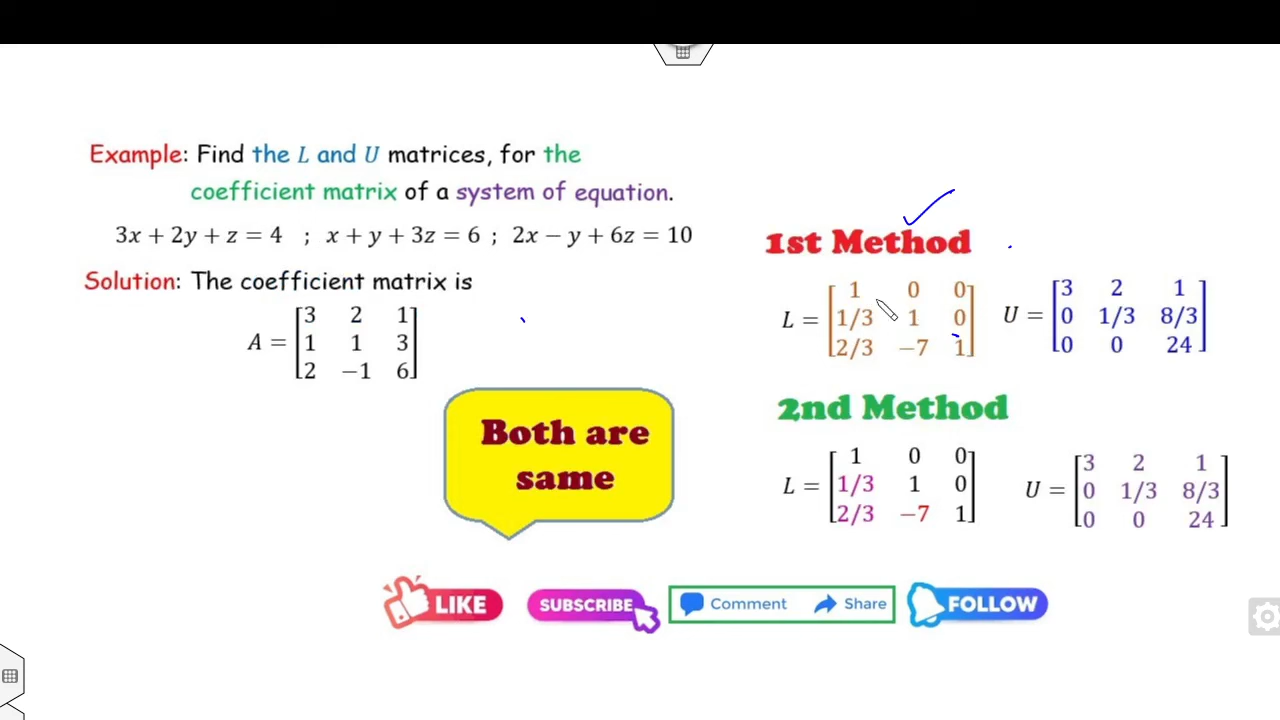 Example: Find the L and U matrices, for the
coefficient matrix of a system of equation.
3x + 2y + z = 4 ; x + y + 3z = 6 ; 2x − y + 6z = 10
Solution: The coefficient matrix is
A = [3 2 1
1 1 3
2 −1 6]
Both are
same
1st Method
L = [1 0 0
1/3 1 0
2/3 −7 1]
U = [3 2 1
0 1/3 8/3
0 0 24]
2nd Method
L = [1 0 0
1/3 1 0
2/3 −7 1]
U = [3 2 1
0 1/3 8/3
0 0 24]
LIKE
SUBSCRIBE
Comment
Share
FOLLOW